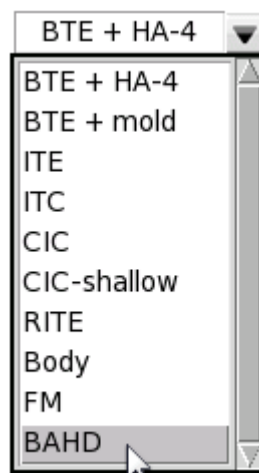 BTE + HA-4
BTE + HA-4
BTE + mold
ITE
ITC
CIC
CIC-shallow
RITE
Body
FM
BAHD